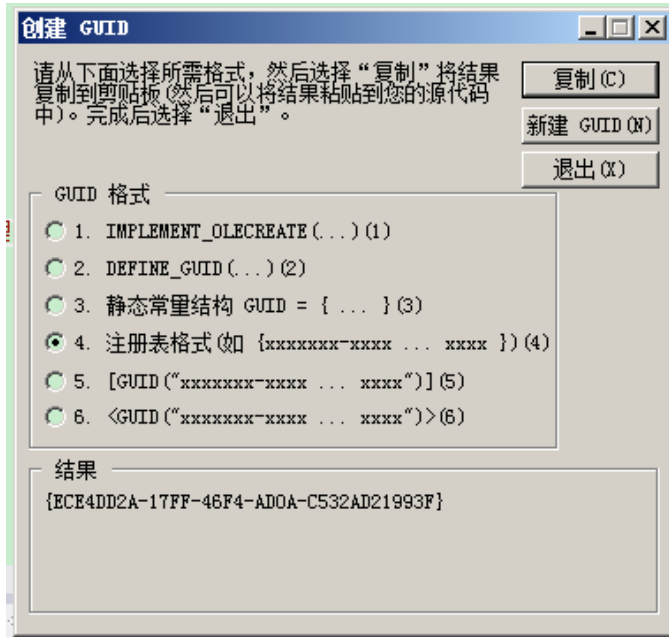 创建 GUID
请从下面选择所需格式，然后选择“复制”将结果
复制到剪贴板(然后可以将结果粘贴到您的源代码
中)。完成后选择“退出”。
复制(C)
新建 GUID(N)
退出(X)
GUID 格式
1. IMPLEMENT_OLECREATE(...)(1)
2. DEFINE_GUID(...)(2)
3. 静态常量结构 GUID = { ... }(3)
4. 注册表格式(如 {xxxxxxx-xxxx ... xxxx })(4)
5. [GUID("xxxxxxx-xxxx ... xxxx")](5)
6. <GUID("xxxxxxx-xxxx ... xxxx")>(6)
结果
{ECE4DD2A-17FF-46F4-AD0A-C532AD21993F}